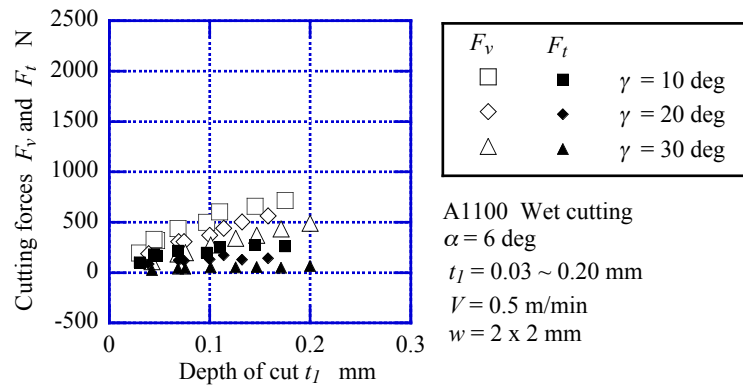 Cutting forces F_v and F_t N
2500
2000
1500
1000
500
0
-500
0 0.1 0.2 0.3
Depth of cut t_1 mm
F_v F_t
γ = 10 deg
γ = 20 deg
γ = 30 deg
A1100 Wet cutting
α = 6 deg
t_1 = 0.03 ~ 0.20 mm
V = 0.5 m/min
w = 2 x 2 mm